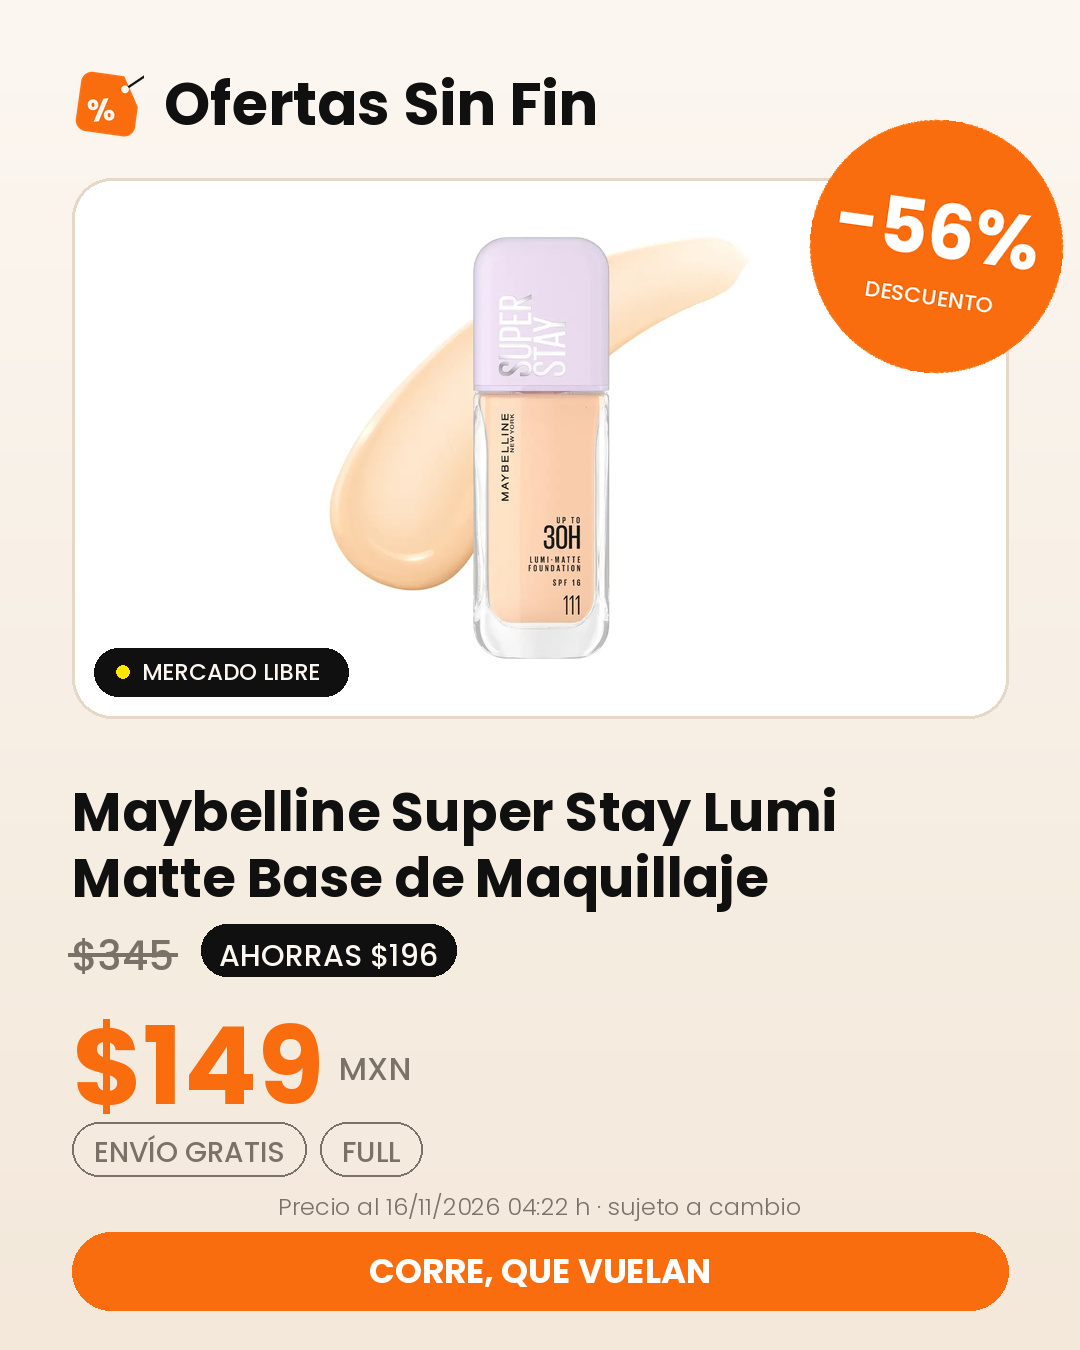 %
Ofertas Sin Fin
-56%
DESCUENTO
SUPER
STAY
MAYBELLINE
NEW YORK
UP TO
30H
LUMI-MATTE
FOUNDATION
SPF 16
111
MERCADO LIBRE
Maybelline Super Stay Lumi
Matte Base de Maquillaje
$345
AHORRAS $196
$149 MXN
ENVÍO GRATIS
FULL
Precio al 16/11/2026 04:22 h · sujeto a cambio
CORRE, QUE VUELAN